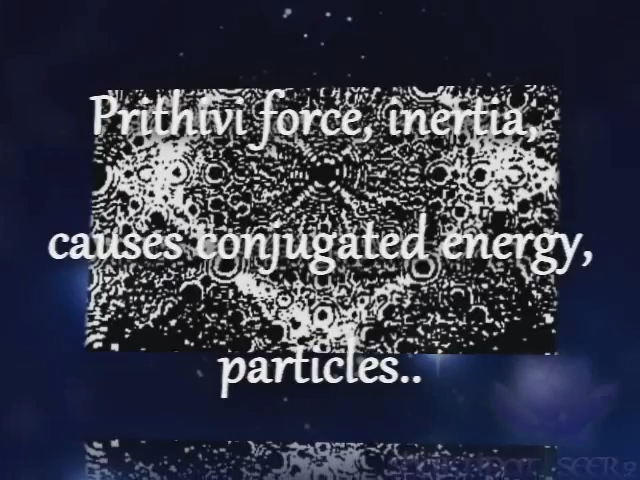 Prithivi force, inertia,
causes conjugated energy,
particles..